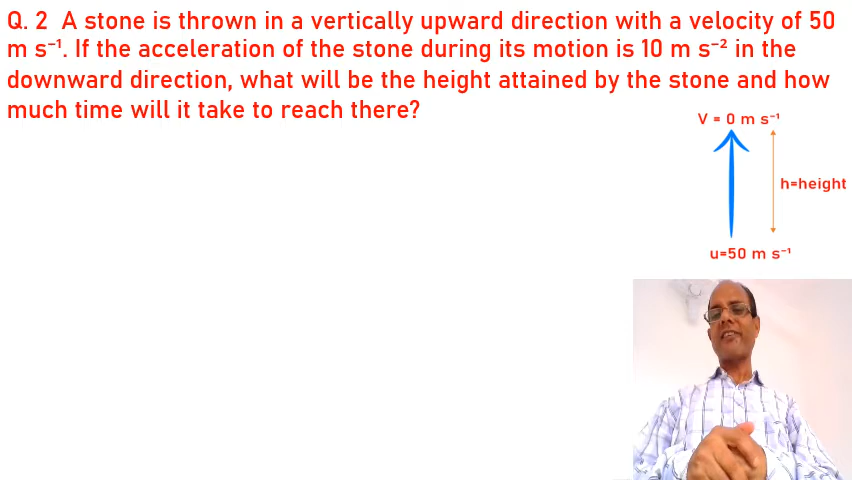 Q. 2 A stone is thrown in a vertically upward direction with a velocity of 50
m s⁻¹. If the acceleration of the stone during its motion is 10 m s⁻² in the
downward direction, what will be the height attained by the stone and how
much time will it take to reach there?
V = 0 m s⁻¹
h=height
u=50 m s⁻¹